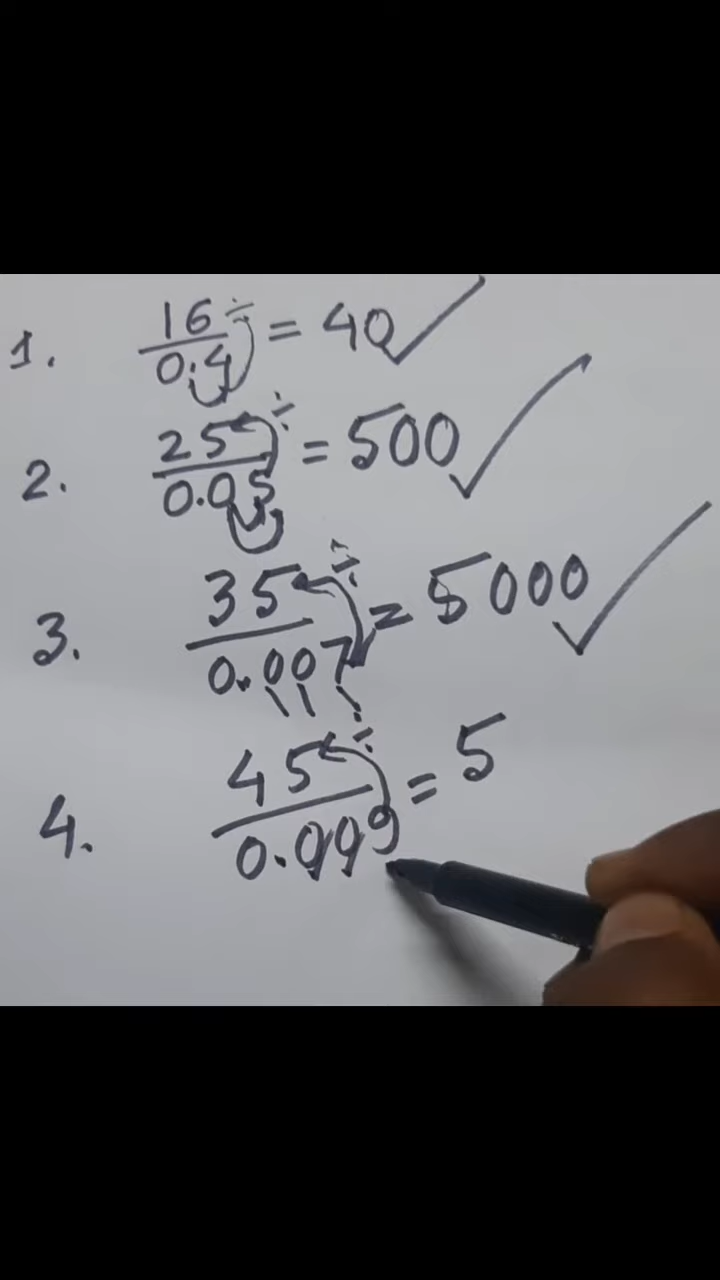 1. 16 ÷ / 0.4 = 40 ✓
2. 25 ÷ / 0.05 = 500 ✓
3. 35 ÷ / 0.007 = 5000 ✓
4. 45 ÷ / 0.009 = 5